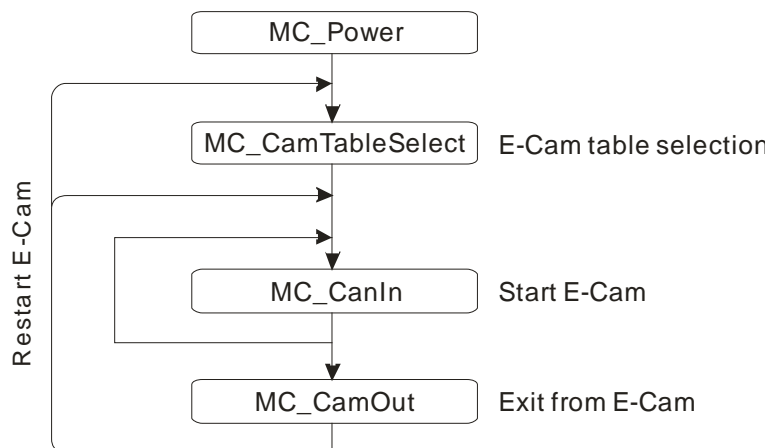 MC_Power
MC_CamTableSelect
E-Cam table selection
Restart E-Cam
MC_CanIn
Start E-Cam
MC_CamOut
Exit from E-Cam